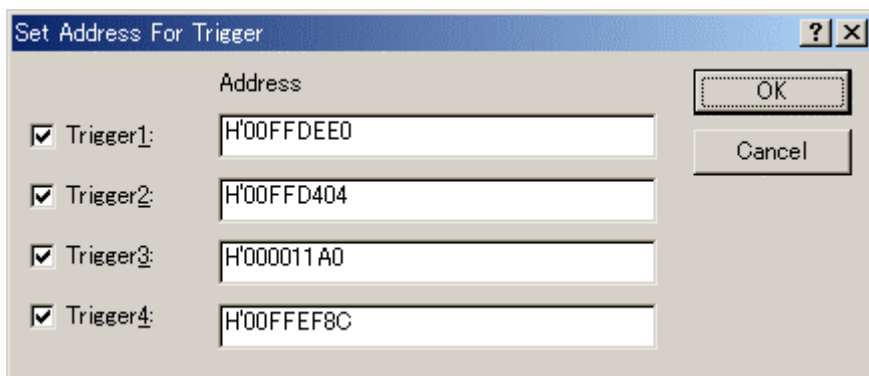 Set Address For Trigger
Address
OK
Trigger1: H'00FFDEE0
Cancel
Trigger2: H'00FFD404
Trigger3: H'000011A0
Trigger4: H'00FFEF8C